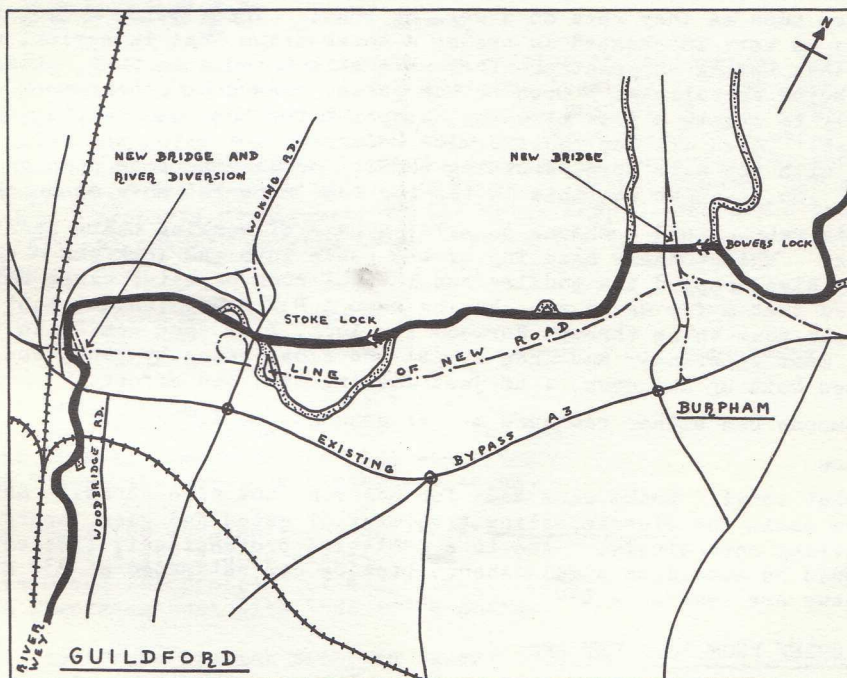 N
NEW BRIDGE AND
RIVER DIVERSION
WOKING RD.
NEW BRIDGE
BOWERS LOCK
STOKE LOCK
LINE OF NEW ROAD
WOODBRIDGE RD.
EXISTING BYPASS A3
BURPHAM
RIVER
WEY
GUILDFORD